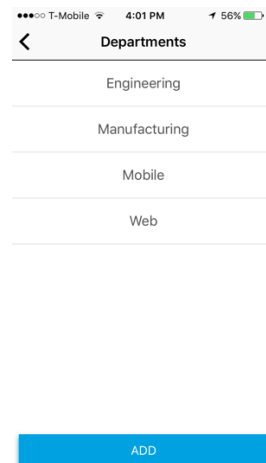 T-Mobile 4:01 PM 56%
Departments
Engineering
Manufacturing
Mobile
Web
ADD